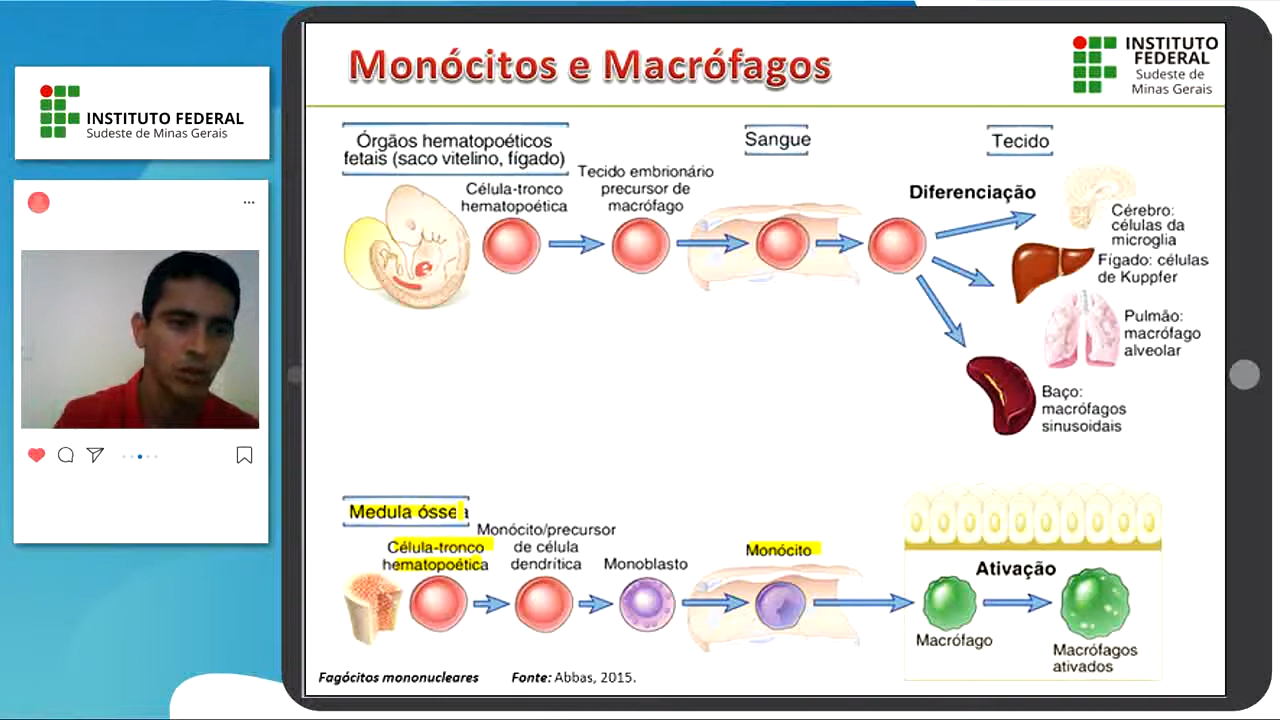 INSTITUTO FEDERAL
Sudeste de Minas Gerais
Monócitos e Macrófagos
INSTITUTO
FEDERAL
Sudeste de
Minas Gerais
Órgãos hematopoéticos
fetais (saco vitelino, fígado)
Sangue
Tecido
Célula-tronco
hematopoética
Tecido embrionário
precursor de
macrófago
Diferenciação
Cérebro:
células da
microglia
Fígado: células
de Kuppfer
Pulmão:
macrófago
alveolar
Baço:
macrófagos
sinusoidais
Medula óssea
Célula-tronco
hematopoética
Monócito/precursor
de célula
dendrítica
Monoblasto
Monócito
Ativação
Macrófago
Macrófagos
ativados
Fagócitos mononucleares
Fonte: Abbas, 2015.